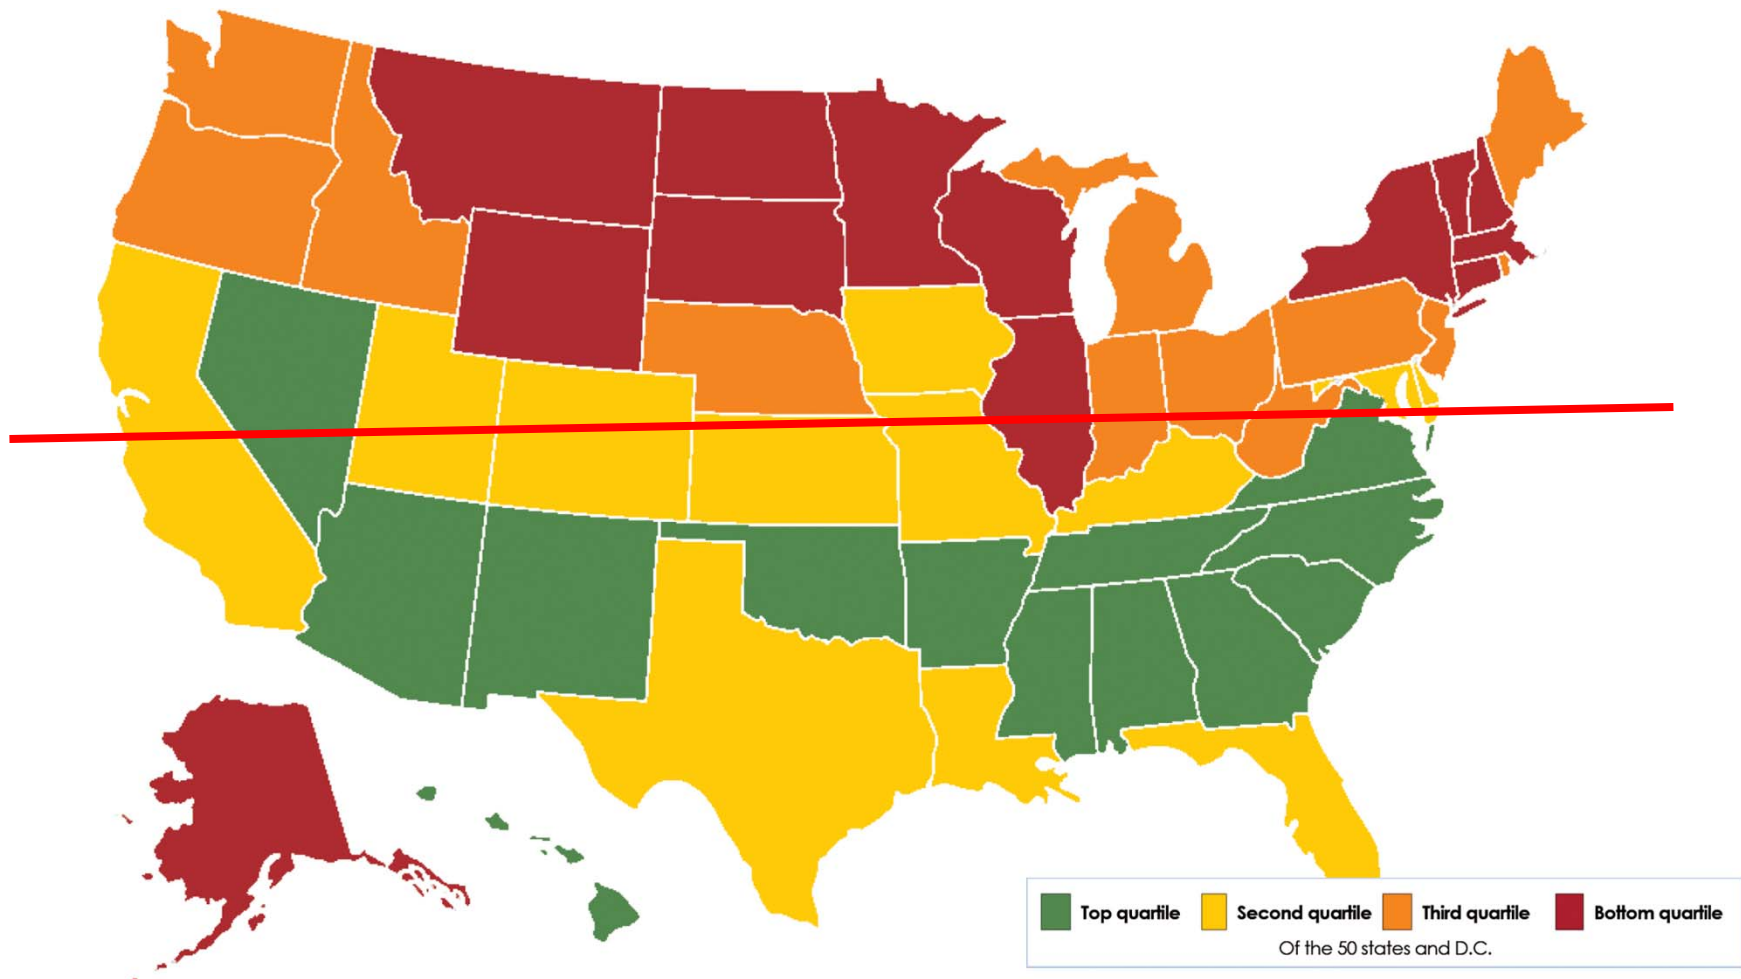 Top quartile Second quartile Third quartile Bottom quartile
Of the 50 states and D.C.